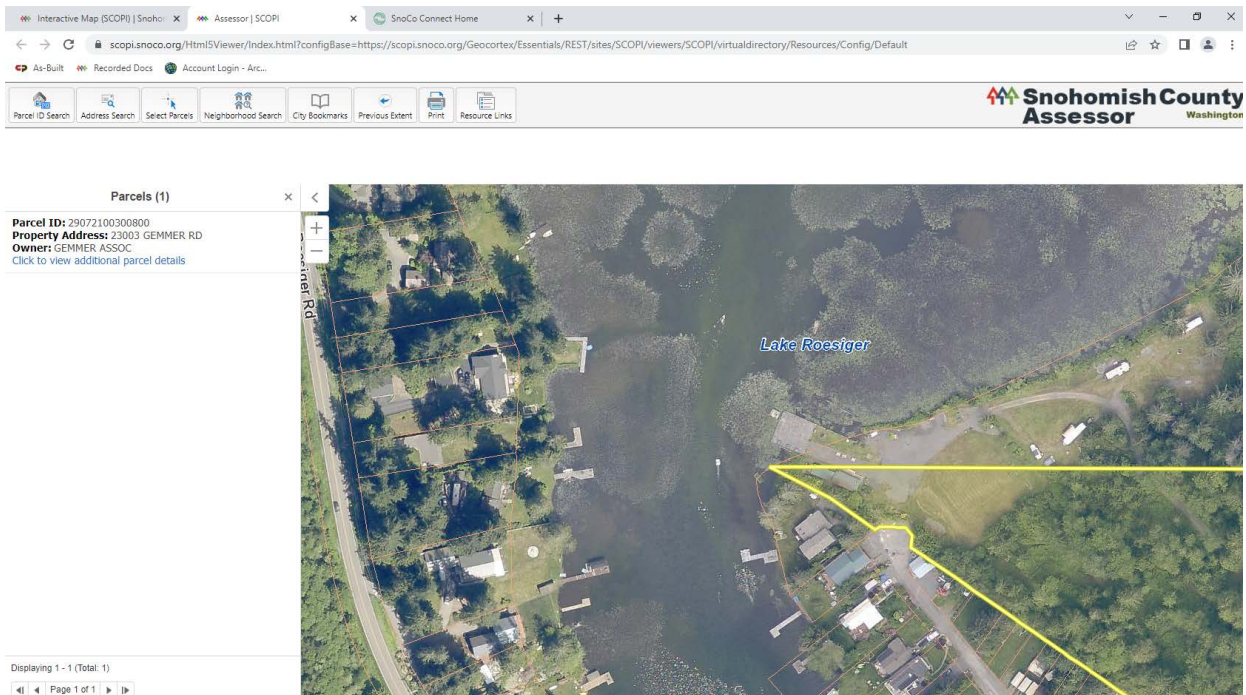 Interactive Map (SCOPI) | Snoho
Assessor | SCOPI
SnoCo Connect Home
scopi.snoco.org/Html5Viewer/Index.html?configBase=https://scopi.snoco.org/Geocortex/Essentials/REST/sites/SCOPI/viewers/SCOPI/virtualdirectory/Resources/Config/Default
As-Built
Recorded Docs
Account Login - Arc...
Parcel ID Search
Address Search
Select Parcels
Neighborhood Search
City Bookmarks
Previous Extent
Print
Resource Links
Snohomish County
Assessor
Washington
Parcels (1)
Parcel ID: 29072100300800
Property Address: 23003 GEMMER RD
Owner: GEMMER ASSOC
Click to view additional parcel details
Lake Roesiger
Displaying 1 - 1 (Total: 1)
Page 1 of 1